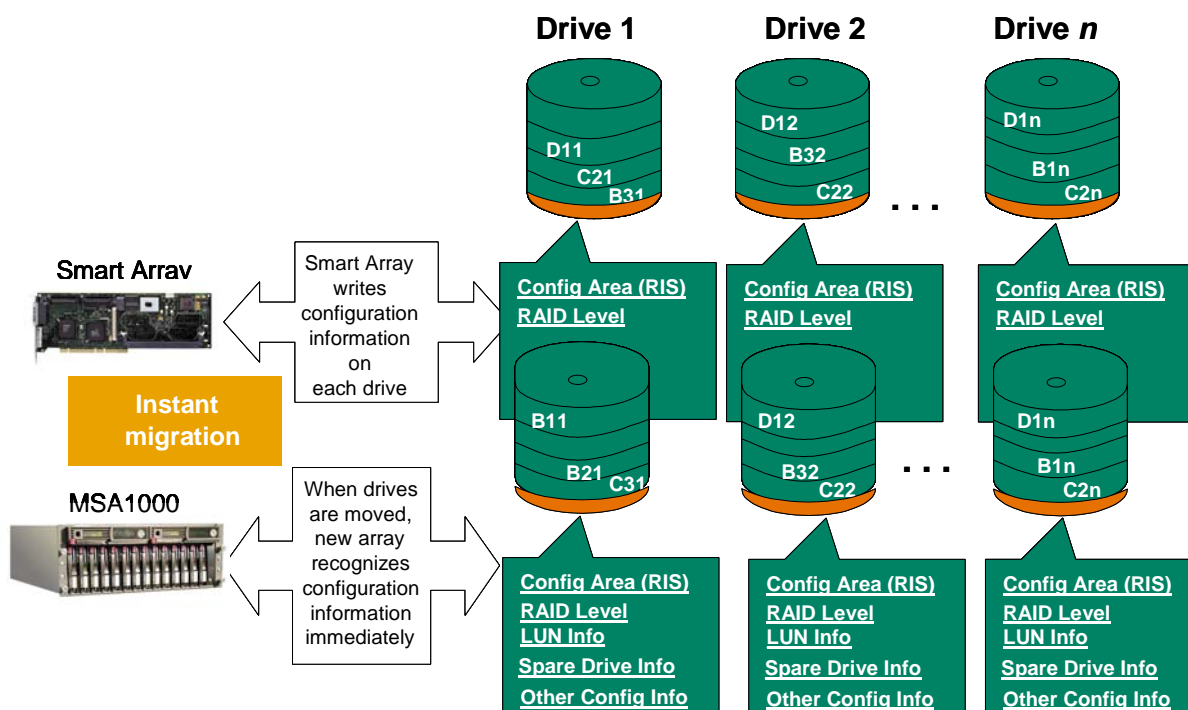 Drive 1
Drive 2
Drive n
D11
C21
B31
D12
B32
C22
D1n
B1n
C2n
. . .
Smart Array
Smart Array
writes
configuration
information
on
each drive
Config Area (RIS)
RAID Level
Config Area (RIS)
RAID Level
Config Area (RIS)
RAID Level
Instant
migration
B11
B21
C31
D12
B32
C22
D1n
B1n
C2n
. . .
MSA1000
When drives
are moved,
new array
recognizes
configuration
information
immediately
Config Area (RIS)
RAID Level
LUN Info
Spare Drive Info
Other Config Info
Config Area (RIS)
RAID Level
LUN Info
Spare Drive Info
Other Config Info
Config Area (RIS)
RAID Level
LUN Info
Spare Drive Info
Other Config Info